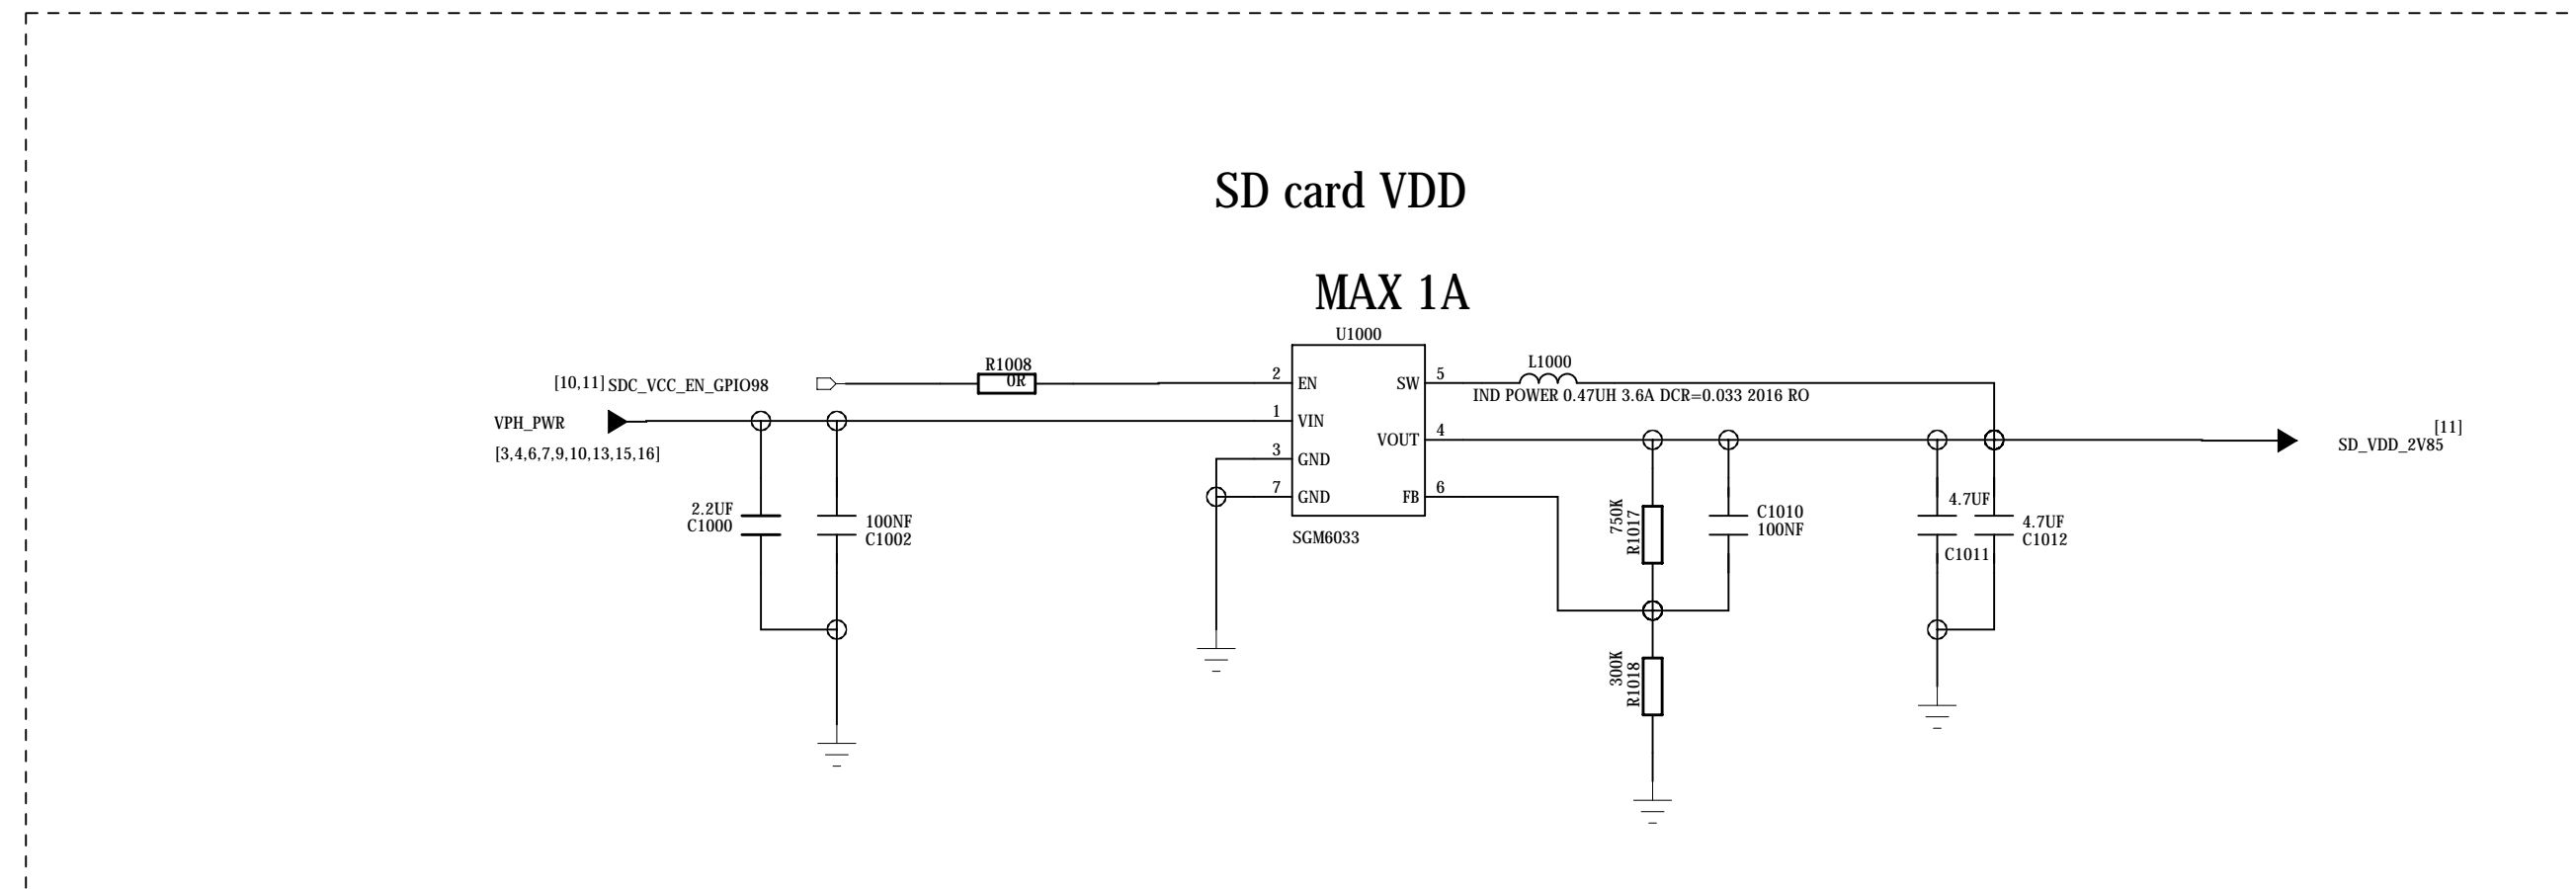 SD card VDD
MAX 1A
U1000
[10,11] SDC_VCC_EN_GPIO98
R1008
0R
2
EN
SW
5
L1000
IND POWER 0.47UH 3.6A DCR=0.033 2016 RO
VPH_PWR
[3,4,6,7,9,10,13,15,16]
1
VIN
VOUT
4
[11]
SD_VDD_2V85
3
GND
7
GND
FB
6
SGM6033
2.2UF
C1000
100NF
C1002
750K
R1017
C1010
100NF
4.7UF
C1011
4.7UF
C1012
300K
R1018